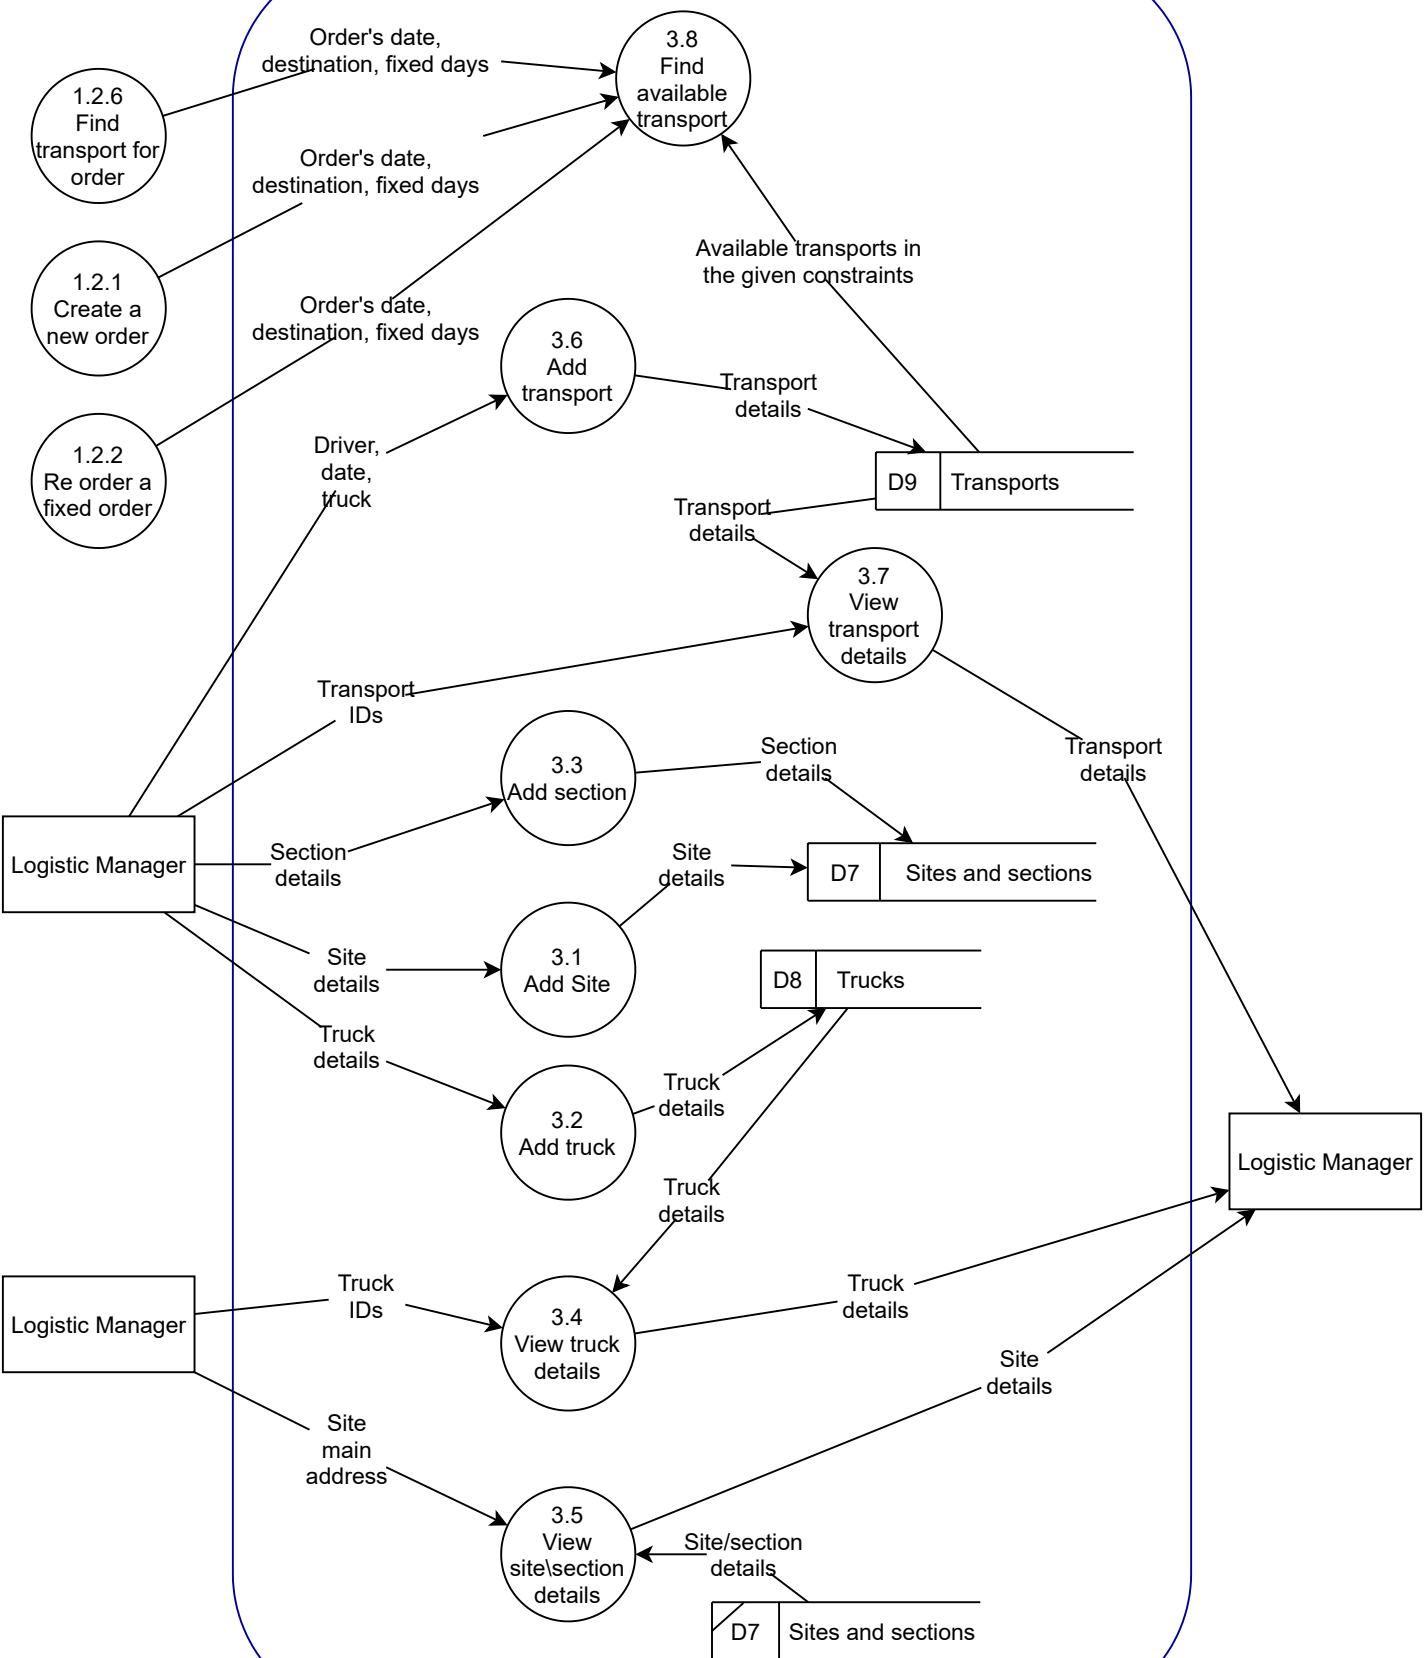 Order's date,
destination, fixed days
3.8
Find
available
transport
1.2.6
Find
transport for
order
Order's date,
destination, fixed days
Available transports in
the given constraints
1.2.1
Create a
new order
Order's date,
destination, fixed days
3.6
Add
transport
Transport
details
Driver,
date,
truck
1.2.2
Re order a
fixed order
D9
Transports
Transport
details
3.7
View
transport
details
Transport
IDs
3.3
Add section
Section
details
Transport
details
Logistic Manager
Section
details
Site
details
D7
Sites and sections
Site
details
3.1
Add Site
D8
Trucks
Truck
details
3.2
Add truck
Truck
details
Logistic Manager
Truck
details
Logistic Manager
Truck
IDs
3.4
View truck
details
Truck
details
Site
details
Site
main
address
3.5
View
site\section
details
Site/section
details
D7
Sites and sections